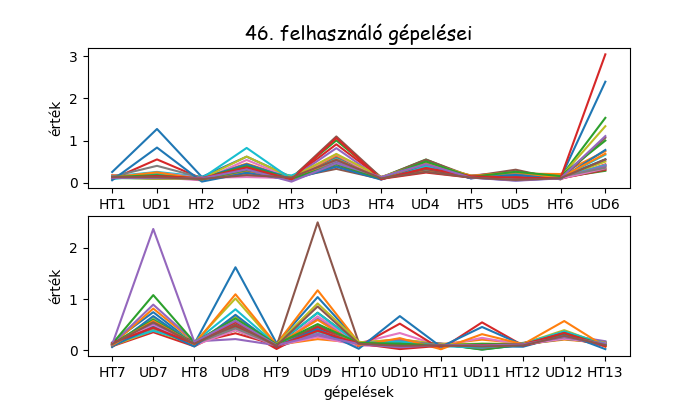 46. felhasználó gépelései
3
2
1
0
érték
HT1 UD1 HT2 UD2 HT3 UD3 HT4 UD4 HT5 UD5 HT6 UD6
2
1
0
érték
HT7 UD7 HT8 UD8 HT9 UD9 HT10 UD10 HT11 UD11 HT12 UD12 HT13
gépelések